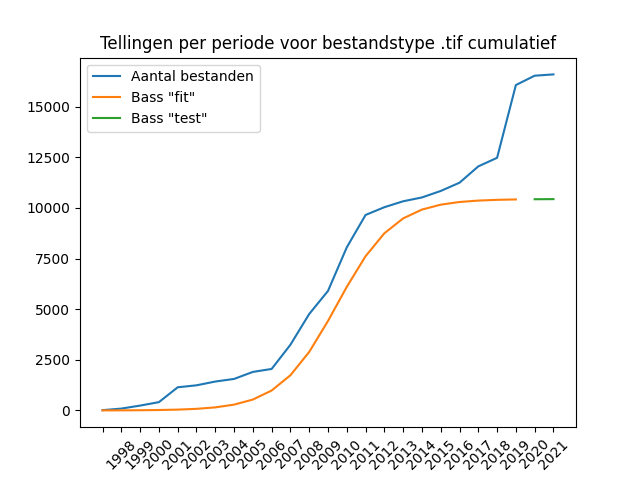 Tellingen per periode voor bestandstype .tif cumulatief
Aantal bestanden
Bass "fit"
Bass "test"
15000
12500
10000
7500
5000
2500
0
1998 1999 2000 2001 2002 2003 2004 2005 2006 2007 2008 2009 2010 2011 2012 2013 2014 2015 2016 2017 2018 2019 2020 2021